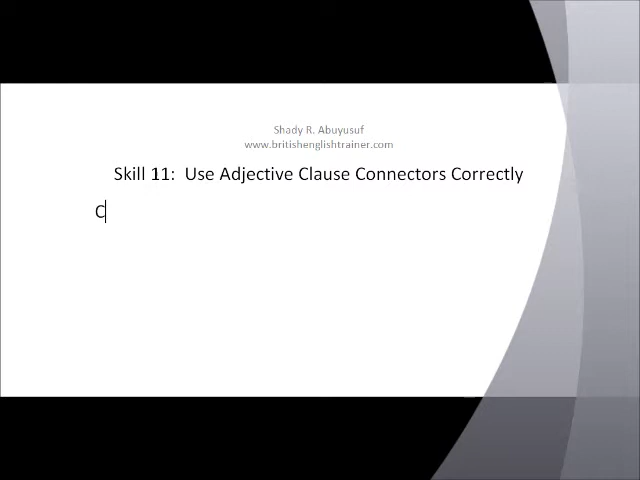 Shady R. Abuyusuf
www.britishenglishtrainer.com
Skill 11:  Use Adjective Clause Connectors Correctly
C